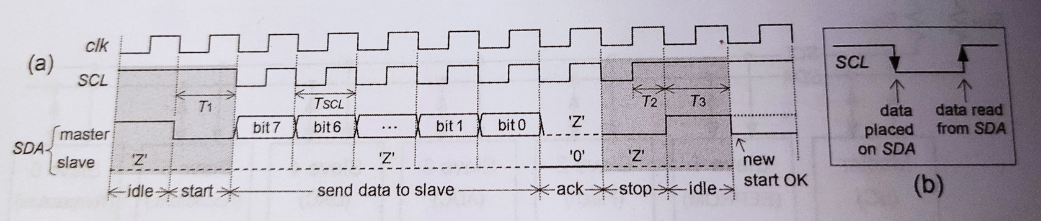 (a)
clk
SCL
T1
TSCL
T2
T3
SDA
master
bit 7
bit 6
...
bit 1
bit 0
'Z'
slave
'Z'
'Z'
'0'
'Z'
idle
start
send data to slave
ack
stop
idle
new
start OK
SCL
data
placed
on SDA
data read
from SDA
(b)